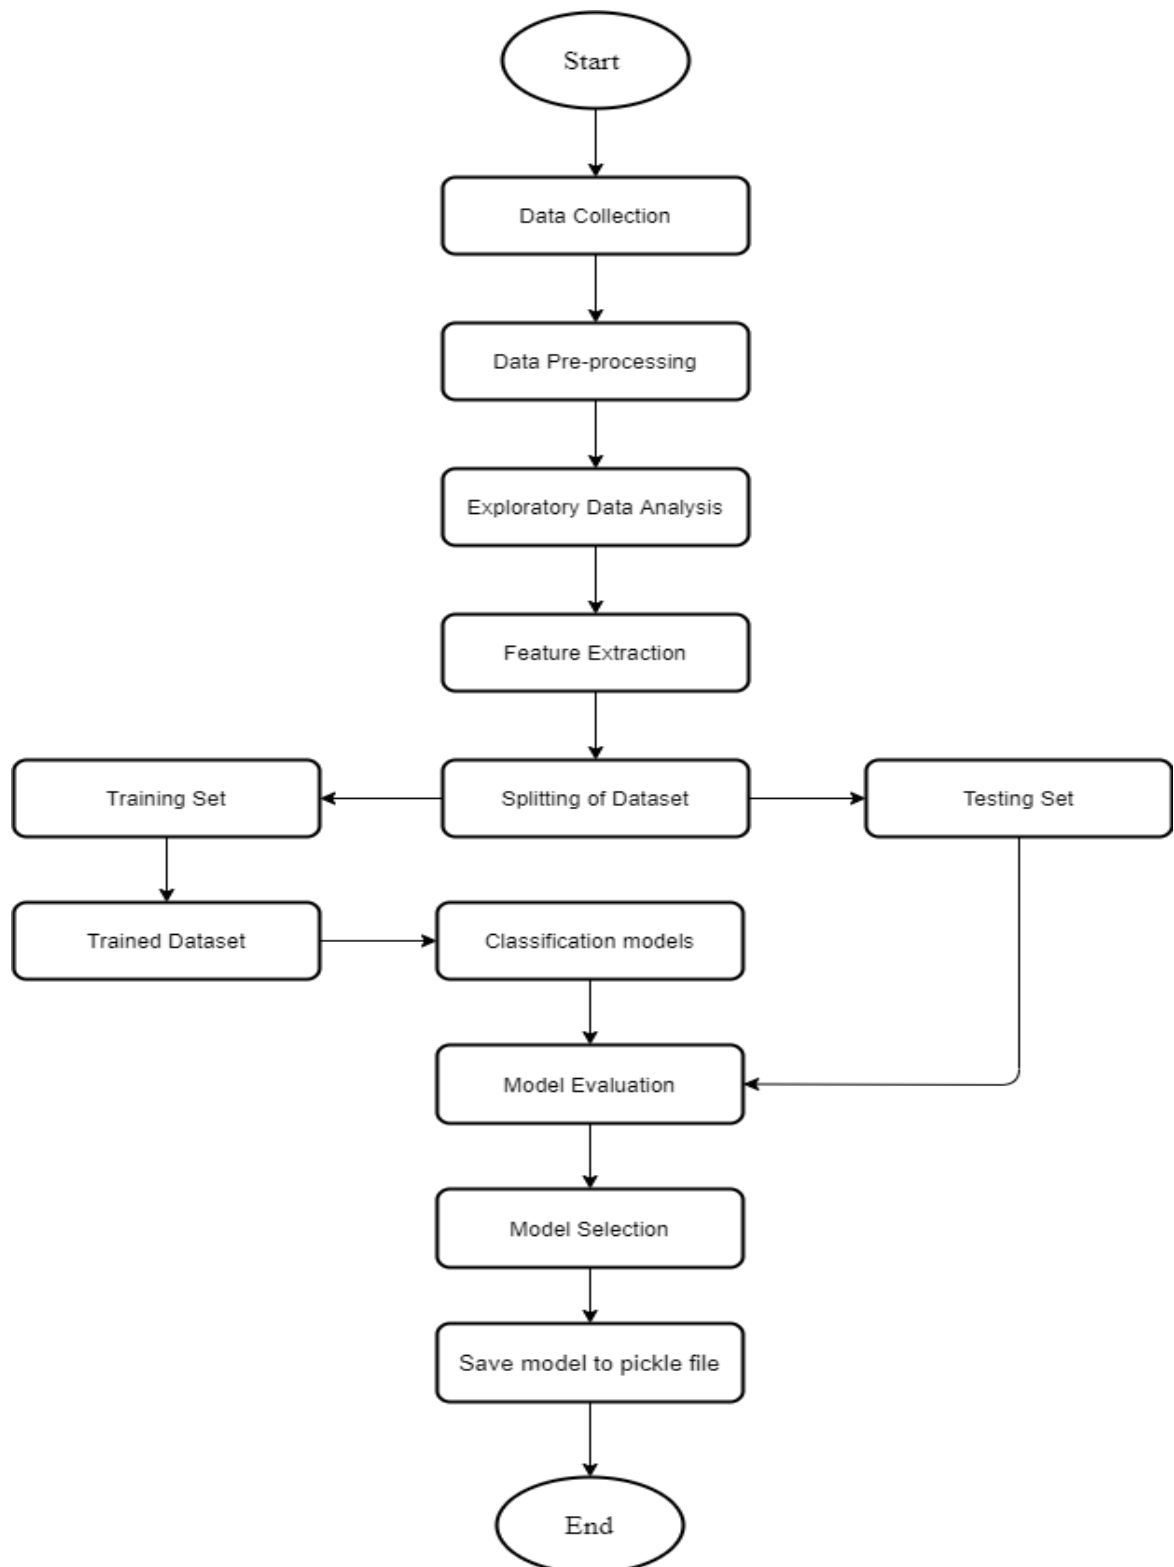 Start
Data Collection
Data Pre-processing
Exploratory Data Analysis
Feature Extraction
Training Set
Splitting of Dataset
Testing Set
Trained Dataset
Classification models
Model Evaluation
Model Selection
Save model to pickle file
End